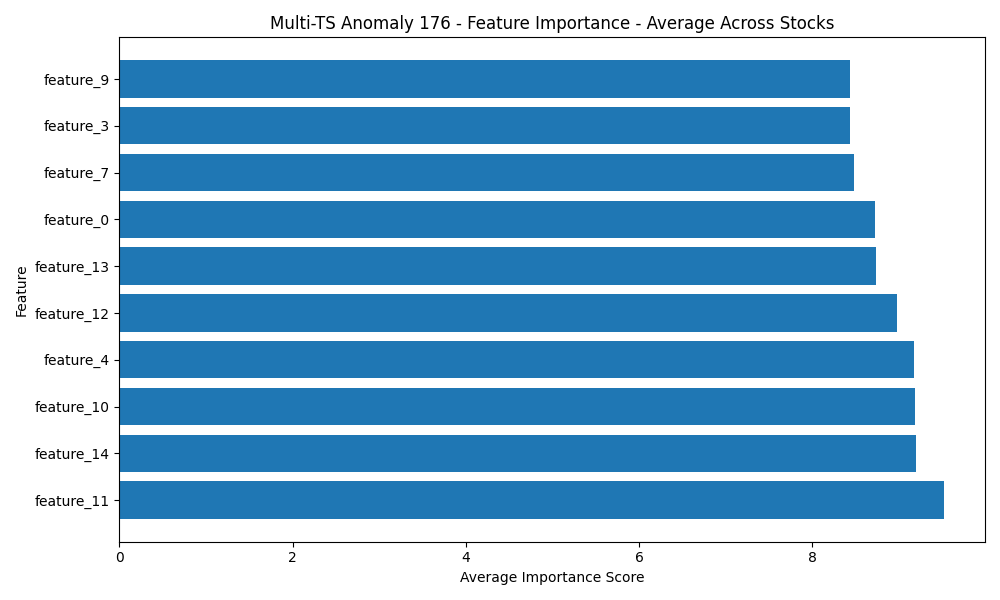 Multi-TS Anomaly 176 - Feature Importance - Average Across Stocks
Feature
feature_9
feature_3
feature_7
feature_0
feature_13
feature_12
feature_4
feature_10
feature_14
feature_11
0 2 4 6 8
Average Importance Score